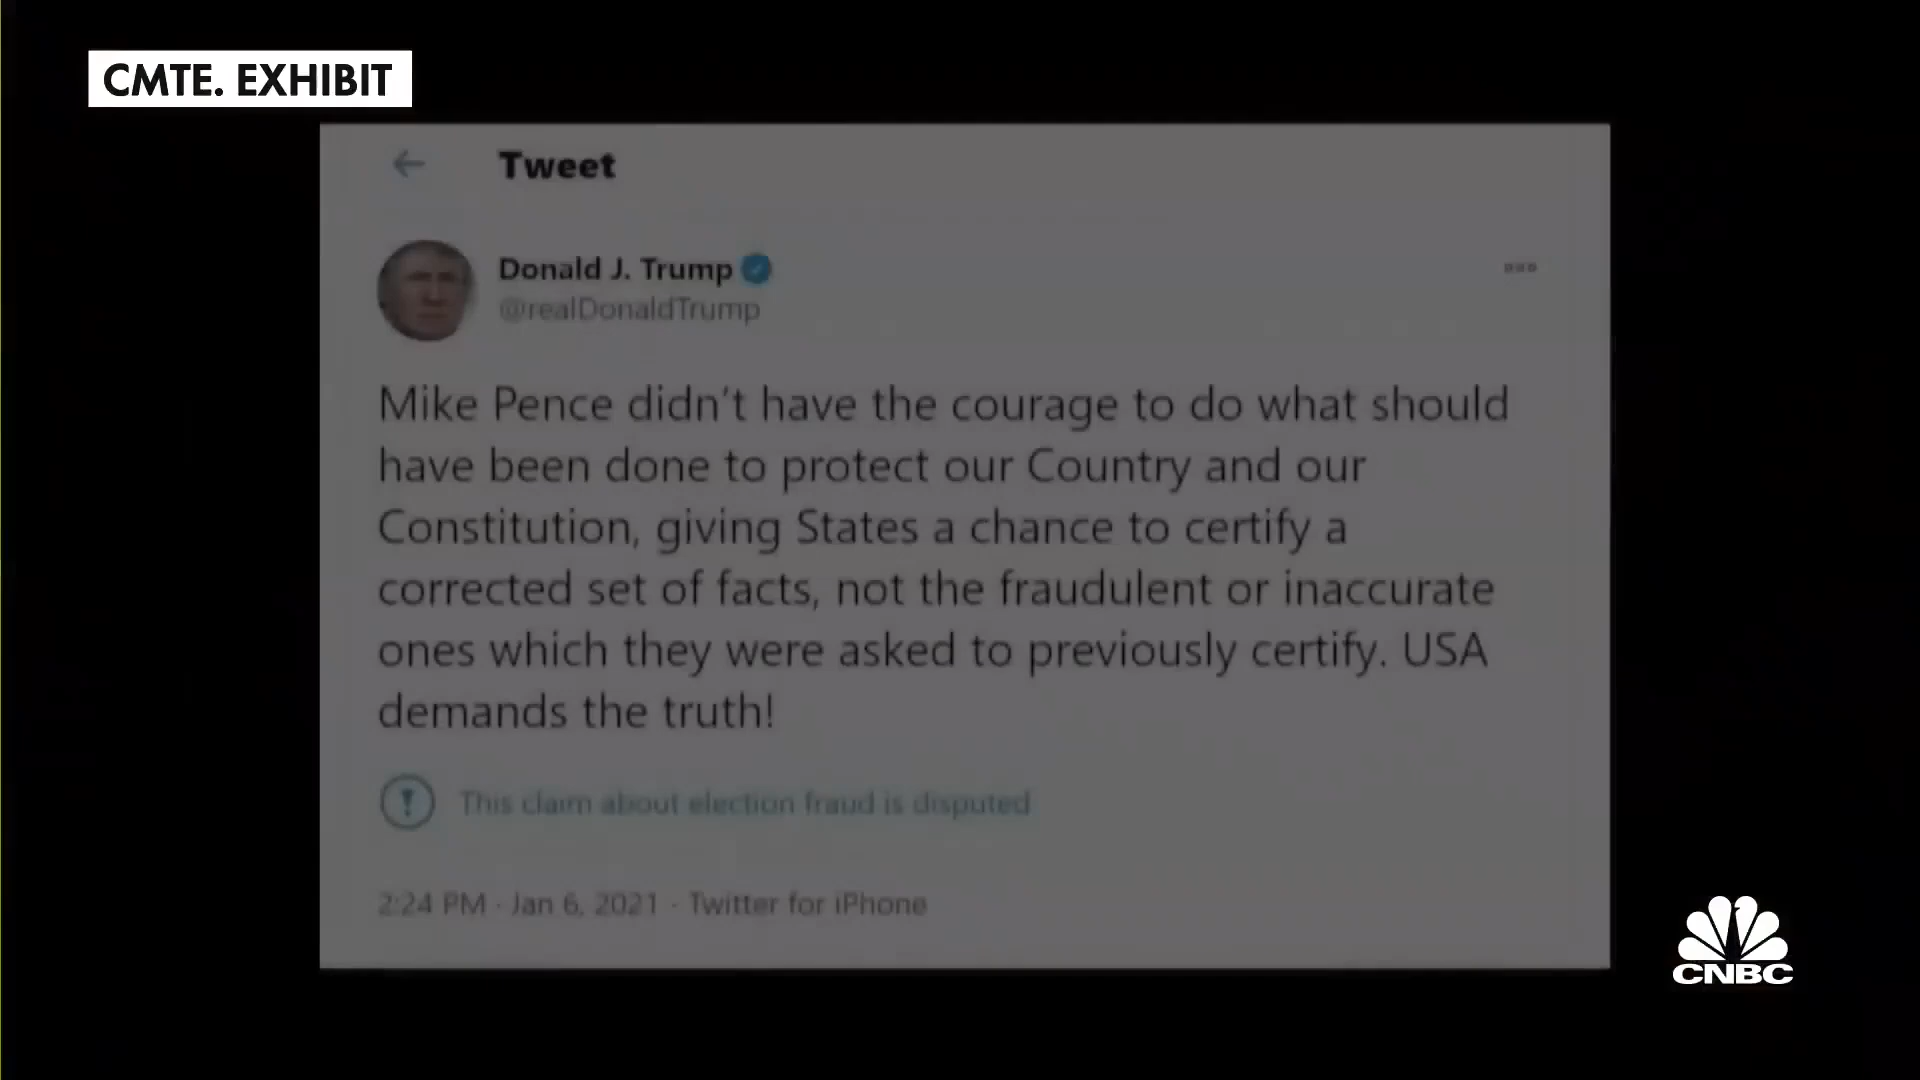 CMTE. EXHIBIT
Tweet
Donald J. Trump
@realDonaldTrump
Mike Pence didn't have the courage to do what should
have been done to protect our Country and our
Constitution, giving States a chance to certify a
corrected set of facts, not the fraudulent or inaccurate
ones which they were asked to previously certify. USA
demands the truth!
This claim about election fraud is disputed
2:24 PM · Jan 6, 2021 · Twitter for iPhone
CNBC